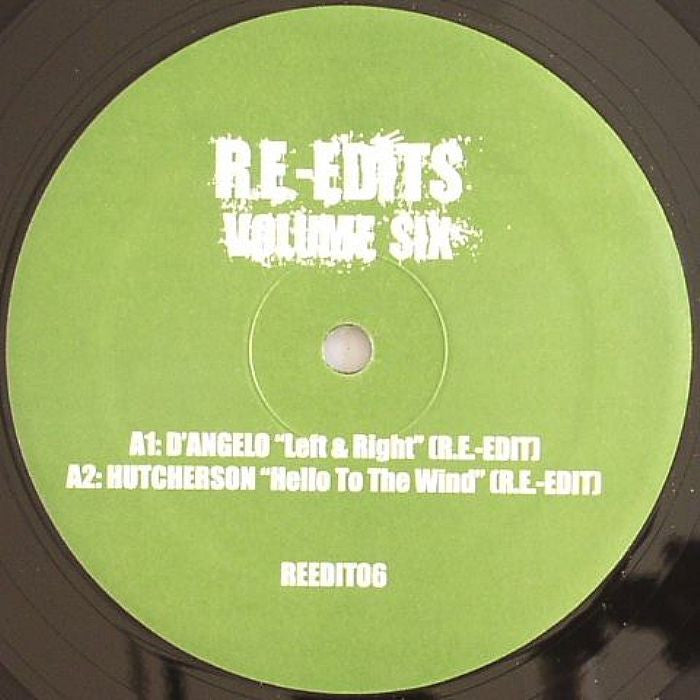 R.E.-EDITS
VOLUME SIX
A1: D'ANGELO "Left & Right" (R.E.-EDIT)
A2: HUTCHERSON "Hello To The Wind" (R.E.-EDIT)
REEDIT06